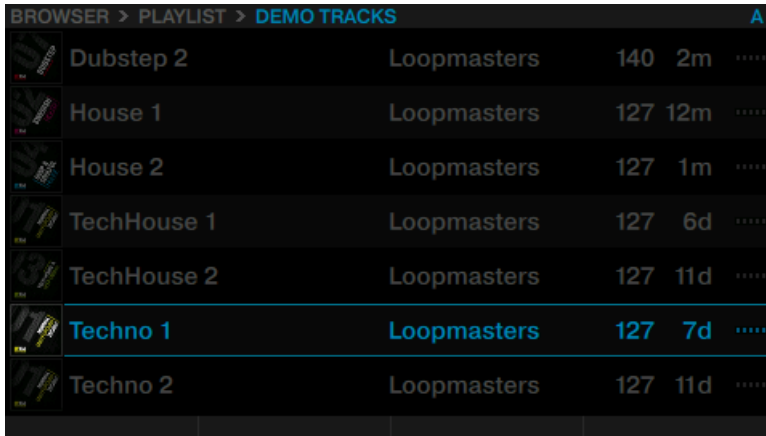 BROWSER > PLAYLIST > DEMO TRACKS A
Dubstep 2 Loopmasters 140 2m
House 1 Loopmasters 127 12m
House 2 Loopmasters 127 1m
TechHouse 1 Loopmasters 127 6d
TechHouse 2 Loopmasters 127 11d
Techno 1 Loopmasters 127 7d
Techno 2 Loopmasters 127 11d